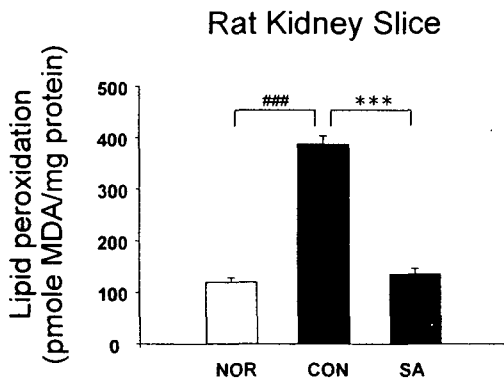 Rat Kidney Slice
Lipid peroxidation
(pmole MDA/mg protein)
500
400
300
200
100
0
###
***
NOR
CON
SA